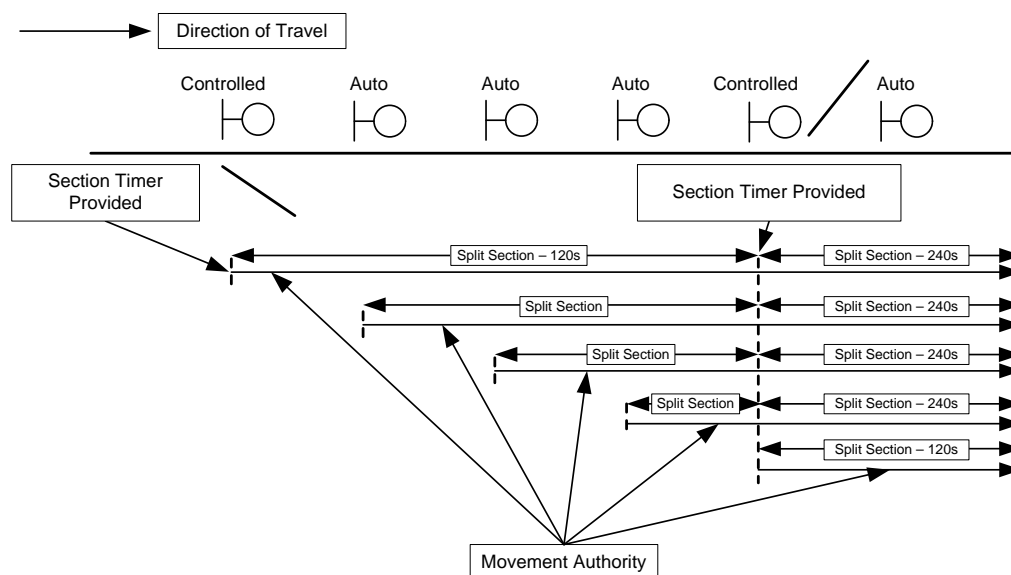 Direction of Travel
Controlled
Auto
Auto
Auto
Controlled
Auto
Section Timer
Provided
Section Timer Provided
Split Section – 120s
Split Section – 240s
Split Section
Split Section – 240s
Split Section
Split Section – 240s
Split Section
Split Section – 240s
Split Section – 120s
Movement Authority